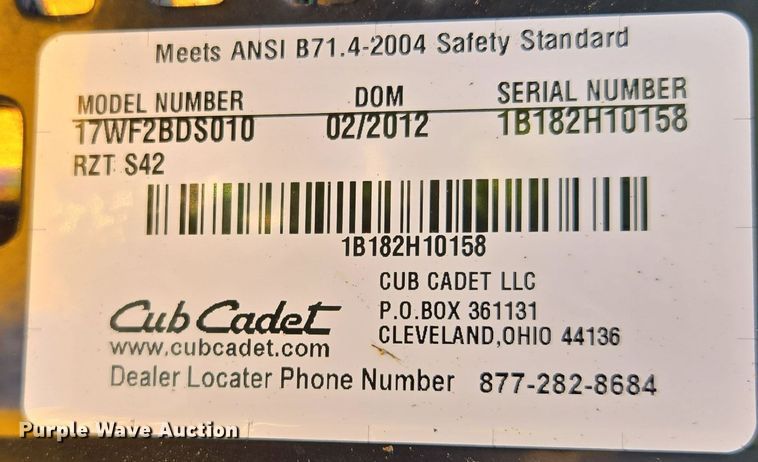 Meets ANSI B71.4-2004 Safety Standard
MODEL NUMBER DOM SERIAL NUMBER
17WF2BDS010 02/2012 1B182H10158
RZT S42
1B182H10158
CUB CADET LLC
P.O.BOX 361131
CLEVELAND,OHIO 44136
Cub Cadet
www.cubcadet.com
Dealer Locater Phone Number 877-282-8684
Purple Wave Auction